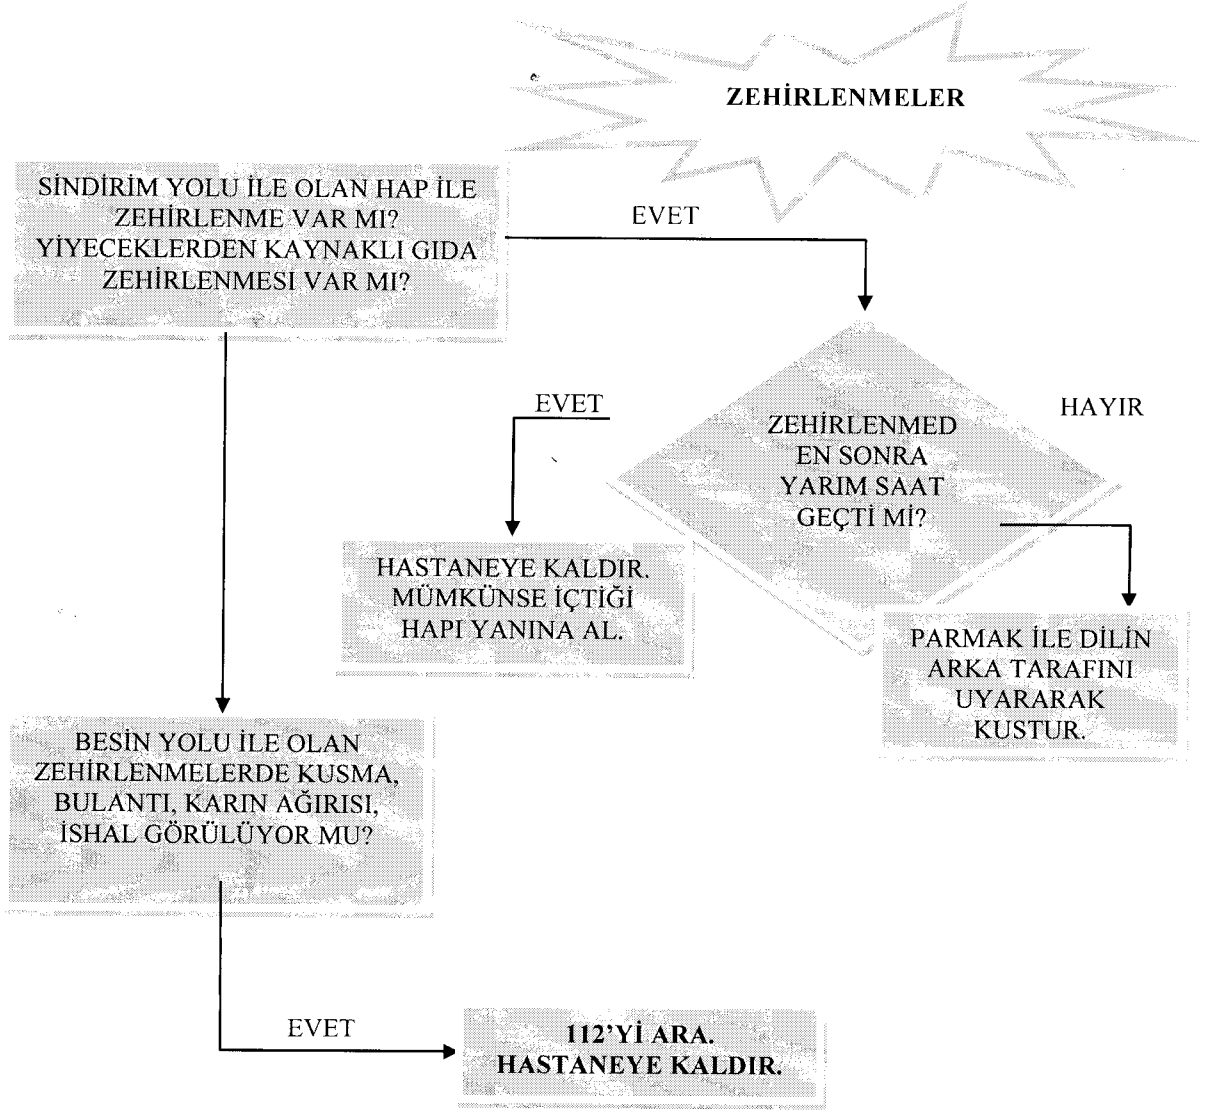 ZEHİRLENMELER
SİNDİRİM YOLU İLE OLAN HAP İLE
ZEHİRLENME VAR MI?
YİYECEKLERDEN KAYNAKLI GIDA
ZEHİRLENMESI VAR MI?
EVET
EVET
HAYIR
ZEHİRLENMED
EN SONRA
YARIM SAAT
GEÇTİ Mİ?
HASTANEYE KALDIR.
MÜMKÜNSE İÇTİĞİ
HAPI YANINA AL.
PARMAK İLE DİLİN
ARKA TARAFINI
UYARARAK
KUSTUR.
BESİN YOLU İLE OLAN
ZEHİRLENMELERDE KUSMA,
BULANTI, KARIN AĞIRISI,
İSHAL GÖRÜLÜYOR MU?
EVET
112'Yİ ARA.
HASTANEYE KALDIR.